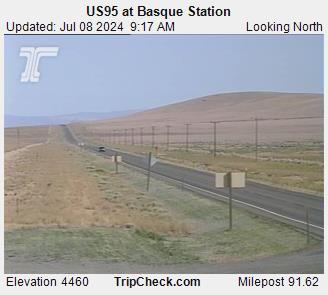 US95 at Basque Station
Updated: Jul 08 2024 9:17 AM Looking North
Elevation 4460 TripCheck.com Milepost 91.62